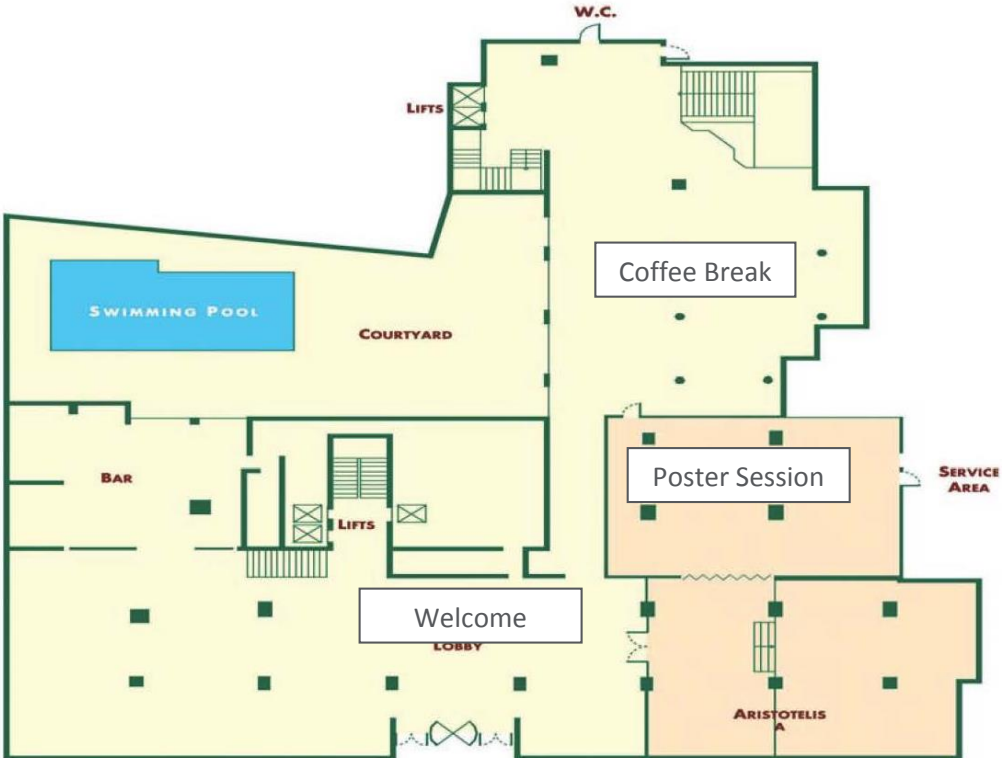 W.C.
LIFTS
Coffee Break
SWIMMING POOL
COURTYARD
Poster Session
BAR
SERVICE
AREA
LIFTS
Welcome
LOBBY
ARISTOTELIS
A